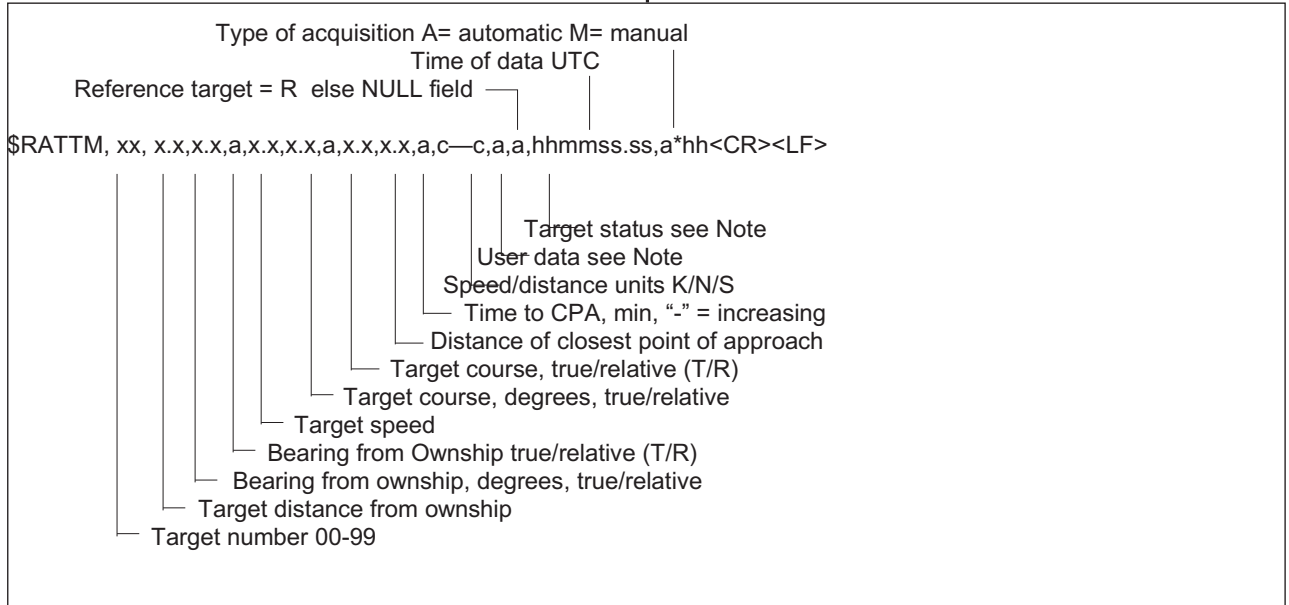 Type of acquisition A= automatic M= manual
Time of data UTC
Reference target = R else NULL field
$RATTM, xx, x.x,x.x,a,x.x,x.x,a,x.x,x.x,a,c—c,a,a,hhmmss.ss,a*hh<CR><LF>
Target status see Note
User data see Note
Speed/distance units K/N/S
Time to CPA, min, “-” = increasing
Distance of closest point of approach
Target course, true/relative (T/R)
Target course, degrees, true/relative
Target speed
Bearing from Ownship true/relative (T/R)
Bearing from ownship, degrees, true/relative
Target distance from ownship
Target number 00-99